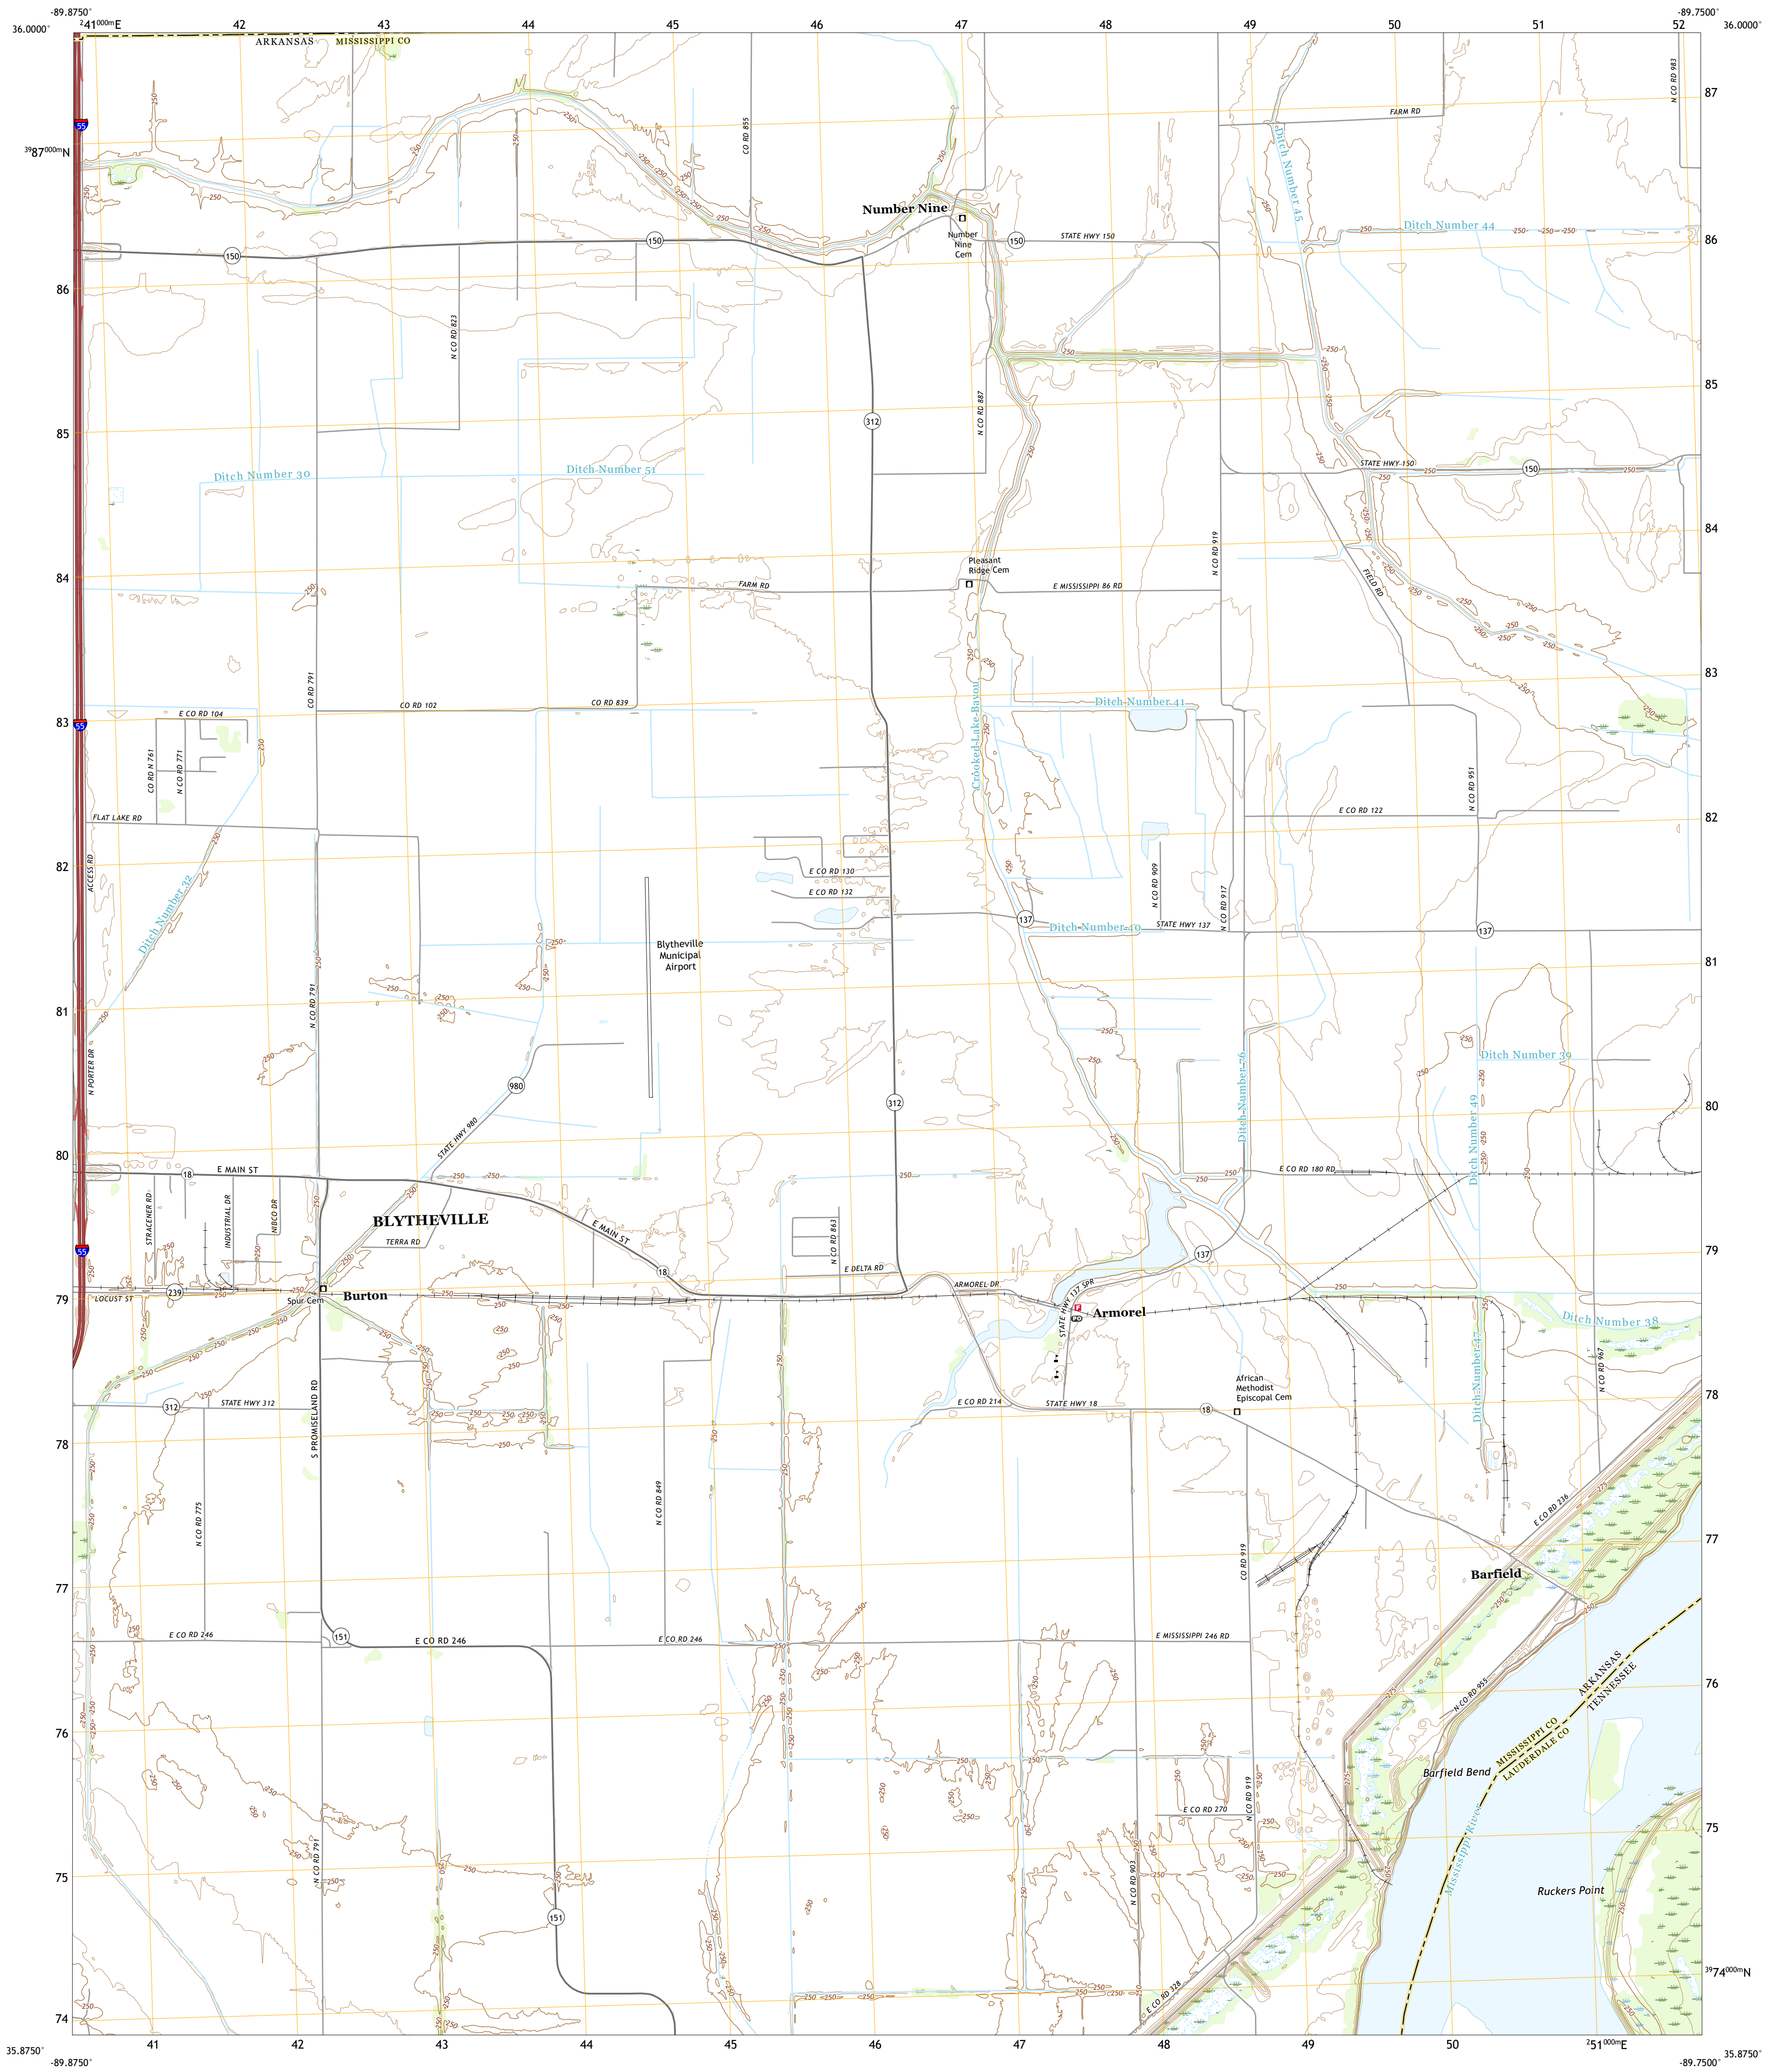 -89.8750°
-89.7500°
36.0000°
²41000mE
42
43
44
45
46
47
48
49
50
51
52
36.0000°
ARKANSAS
MISSISSIPPI CO
N CO RD 983
87
55
FARM RD
3987000mN
CO RD 855
Ditch Number 45
Number Nine
Number
Nine
Cem
150
150
150
STATE HWY 150
Ditch Number 44
86
86
N CO RD 823
N CO RD 887
85
312
85
Ditch Number 30
Ditch Number 51
STATE HWY 150
150
84
N CO RD 919
Pleasant
Ridge Cem
84
FARM RD
E MISSISSIPPI 86 RD
FIELD RD
83
CO RD 791
Crooked Lake Bayou
CO RD 102
CO RD 839
Ditch Number 41
E CO RD 104
55
83
CO RD N 761
N CO RD 771
N CO RD 951
FLAT LAKE RD
E CO RD 122
82
82
ACCESS RD
E CO RD 130
E CO RD 132
N CO RD 909
N CO RD 917
Ditch Number 32
137
Ditch Number 40
STATE HWY 137
137
Blytheville
Municipal
Airport
81
N CO RD 791
81
N PORTER DR
Ditch Number 76
Ditch Number 39
980
312
Ditch Number 49
80
STATE HWY 980
80
18
E MAIN ST
E CO RD 180 RD
STRACENER RD
INDUSTRIAL DR
NIBCO DR
BLYTHEVILLE
E MAIN ST
N CO RD 863
TERRA RD
55
137
79
18
E DELTA RD
ARMOREL DR
STATE HWY 137 SPR
LOCUST ST
239
Spur Cem
Burton
F
PO
Armorel
Ditch Number 38
79
Ditch Number 47
N CO RD 967
African
Methodist
Episcopal Cem
312
STATE HWY 312
S PROMISELAND RD
E CO RD 214
STATE HWY 18
18
78
78
N CO RD 775
N CO RD 849
E CO RD 236
CO RD 919
77
Barfield
77
E CO RD 246
151
E CO RD 246
E CO RD 246
E MISSISSIPPI 246 RD
ARKANSAS
TENNESSEE
N CO RD 955
76
76
MISSISSIPPI CO
LAUDERDALE CO
Barfield Bend
N CO RD 919
E CO RD 270
Mississippi River
75
N CO RD 791
75
N CO RD 903
Ruckers Point
151
3974000mN
E CO RD 328
74
35.8750°
41
42
43
44
45
46
47
48
49
50
²51000mE
35.8750°
-89.8750°
-89.7500°
250
275